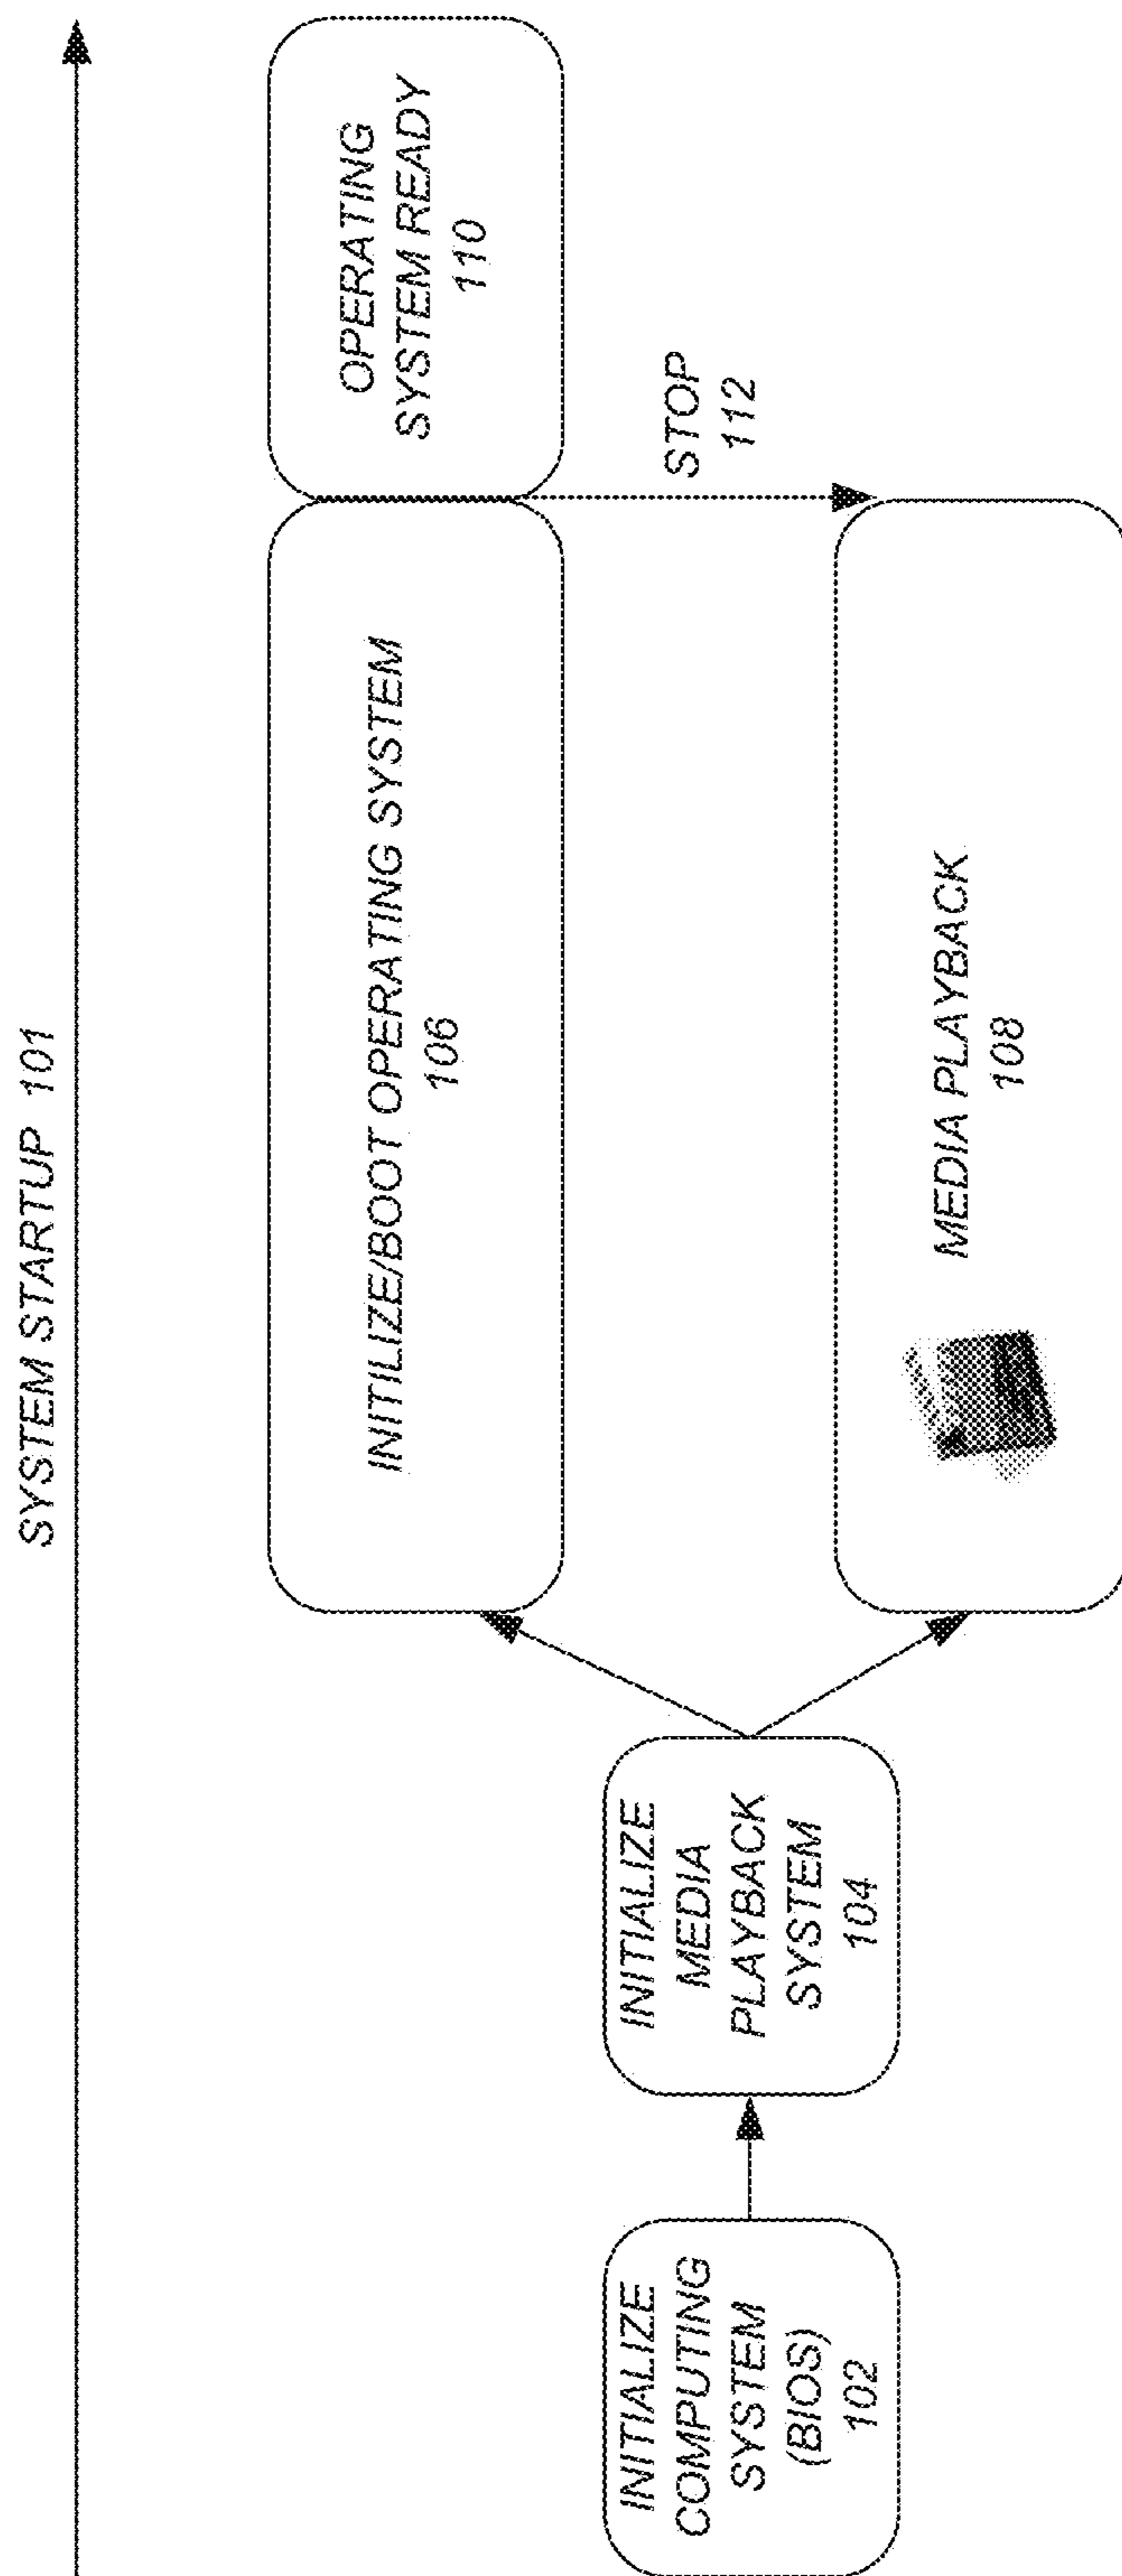 SYSTEM STARTUP 101
INITIALIZE
COMPUTING
SYSTEM
(BIOS)
102
INITIALIZE
MEDIA
PLAYBACK
SYSTEM
104
INITILIZE/BOOT OPERATING SYSTEM
106
OPERATING
SYSTEM READY
110
STOP
112
MEDIA PLAYBACK
108